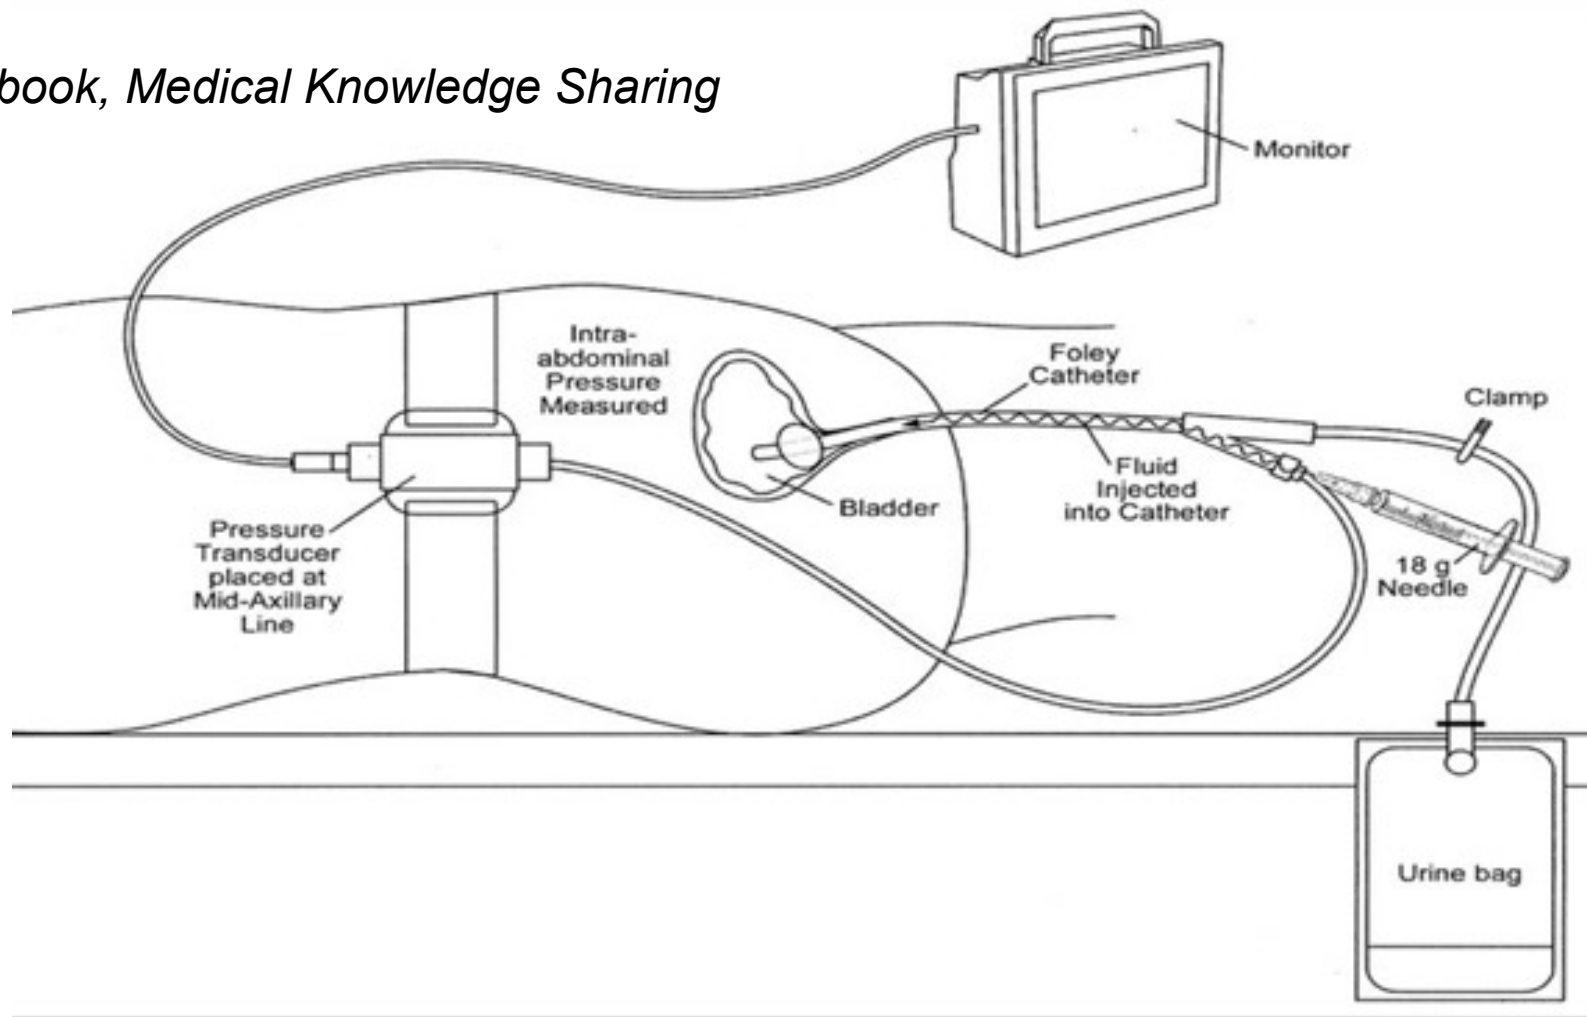 book, Medical Knowledge Sharing
Monitor
Intra-
abdominal
Pressure
Measured
Foley
Catheter
Clamp
Fluid
Injected
into Catheter
Bladder
Pressure
Transducer
placed at
Mid-Axillary
Line
18 g
Needle
Urine bag